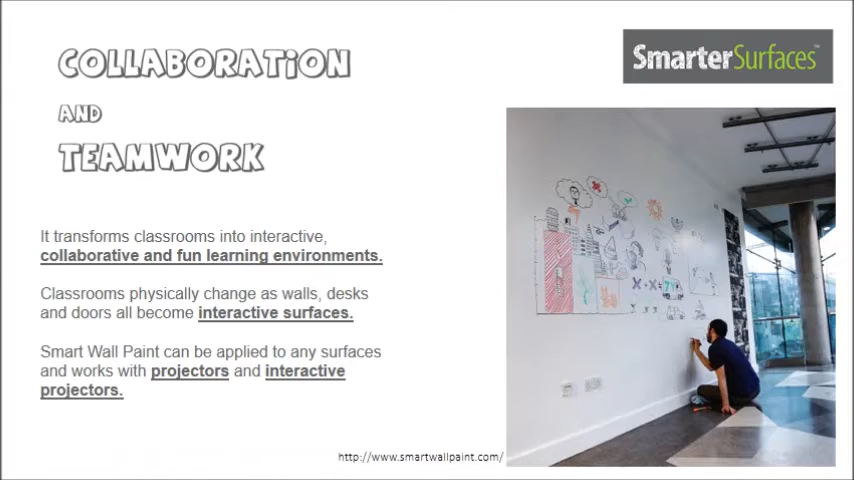 COLLABORATiON
AND
TEAMWORK
SmarterSurfaces™
It transforms classrooms into interactive,
collaborative and fun learning environments.
Classrooms physically change as walls, desks
and doors all become interactive surfaces.
Smart Wall Paint can be applied to any surfaces
and works with projectors and interactive
projectors.
http://www.smartwallpaint.com/